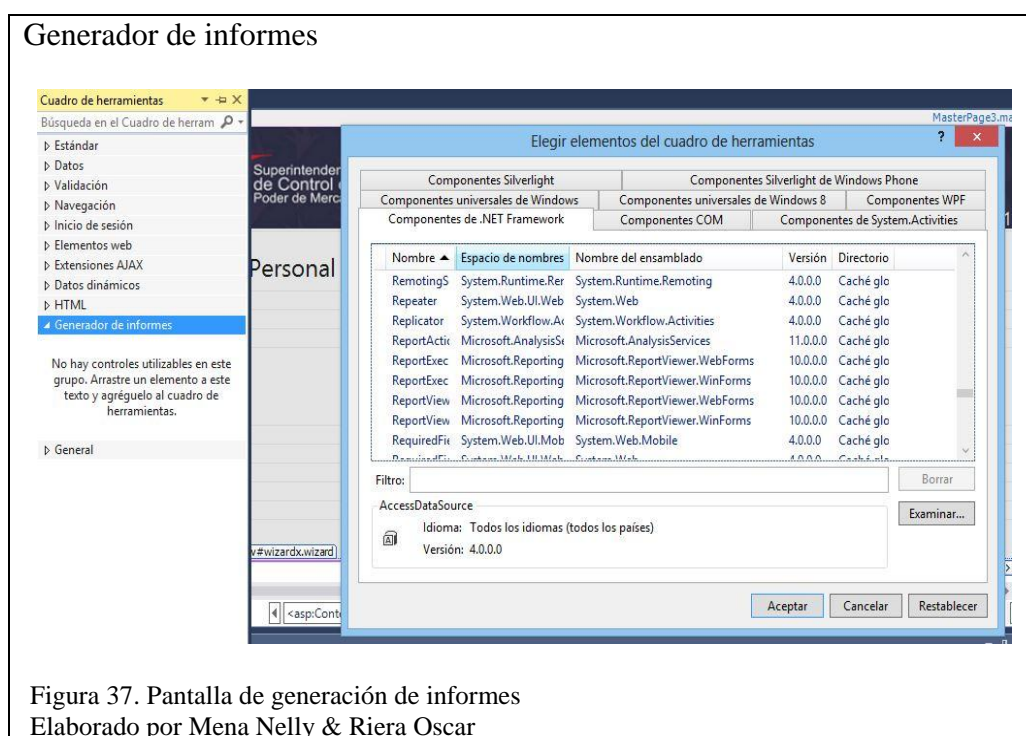 Generador de informes
Cuadro de herramientas
Búsqueda en el Cuadro de herram
Estándar
Datos
Validación
Navegación
Inicio de sesión
Elementos web
Extensiones AJAX
Datos dinámicos
HTML
Generador de informes
No hay controles utilizables en este
grupo. Arrastre un elemento a este
texto y agréguelo al cuadro de
herramientas.
General
MasterPage3.ma
Superintender
de Control
Poder de Merc
Personal
v#wizardx.wizard
<asp:Conte
Elegir elementos del cuadro de herramientas
? x
Componentes Silverlight Componentes Silverlight de Windows Phone
Componentes universales de Windows Componentes universales de Windows 8 Componentes WPF
Componentes de .NET Framework Componentes COM Componentes de System.Activities
Nombre Espacio de nombres Nombre del ensamblado Versión Directorio
RemotingS System.Runtime.Rer System.Runtime.Remoting 4.0.0.0 Caché glo
Repeater System.Web.UI.Web System.Web 4.0.0.0 Caché glo
Replicator System.Workflow.Ac System.Workflow.Activities 4.0.0.0 Caché glo
ReportActic Microsoft.AnalysisSe Microsoft.AnalysisServices 11.0.0.0 Caché glo
ReportExec Microsoft.Reporting Microsoft.ReportViewer.WebForms 10.0.0.0 Caché glo
ReportExec Microsoft.Reporting Microsoft.ReportViewer.WinForms 10.0.0.0 Caché glo
ReportView Microsoft.Reporting Microsoft.ReportViewer.WebForms 10.0.0.0 Caché glo
ReportView Microsoft.Reporting Microsoft.ReportViewer.WinForms 10.0.0.0 Caché glo
RequiredFie System.Web.UI.Mob System.Web.Mobile 4.0.0.0 Caché glo
Filtro:
Borrar
AccessDataSource
Idioma: Todos los idiomas (todos los países)
Versión: 4.0.0.0
Examinar...
Aceptar Cancelar Restablecer
Figura 37. Pantalla de generación de informes
Elaborado por Mena Nelly & Riera Oscar